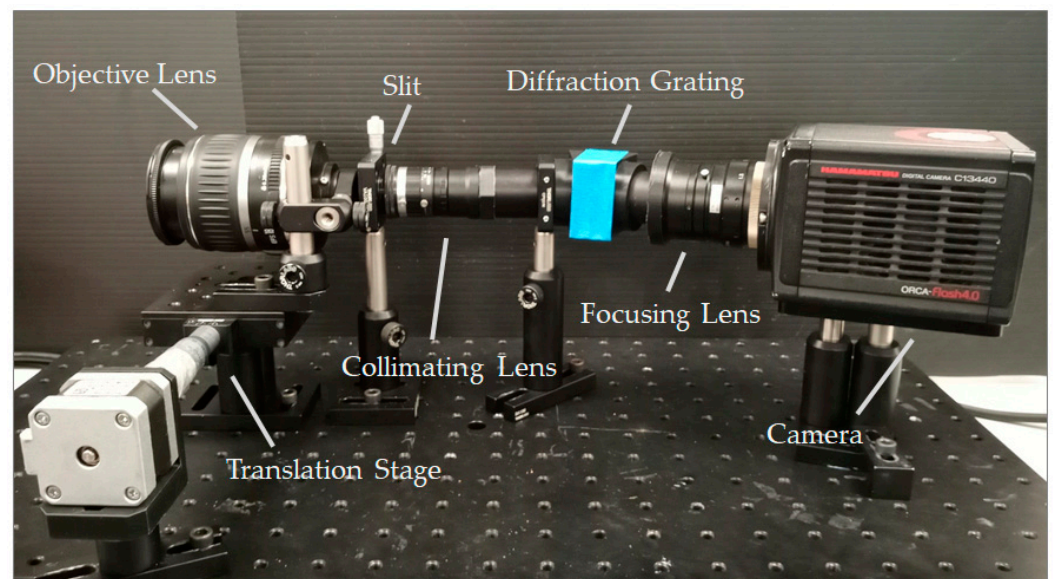 Objective Lens
Slit
Diffraction Grating
HAMAMATSU DIGITAL CAMERA C13440
ORCA-Flash4.0
Focusing Lens
Collimating Lens
Camera
Translation Stage